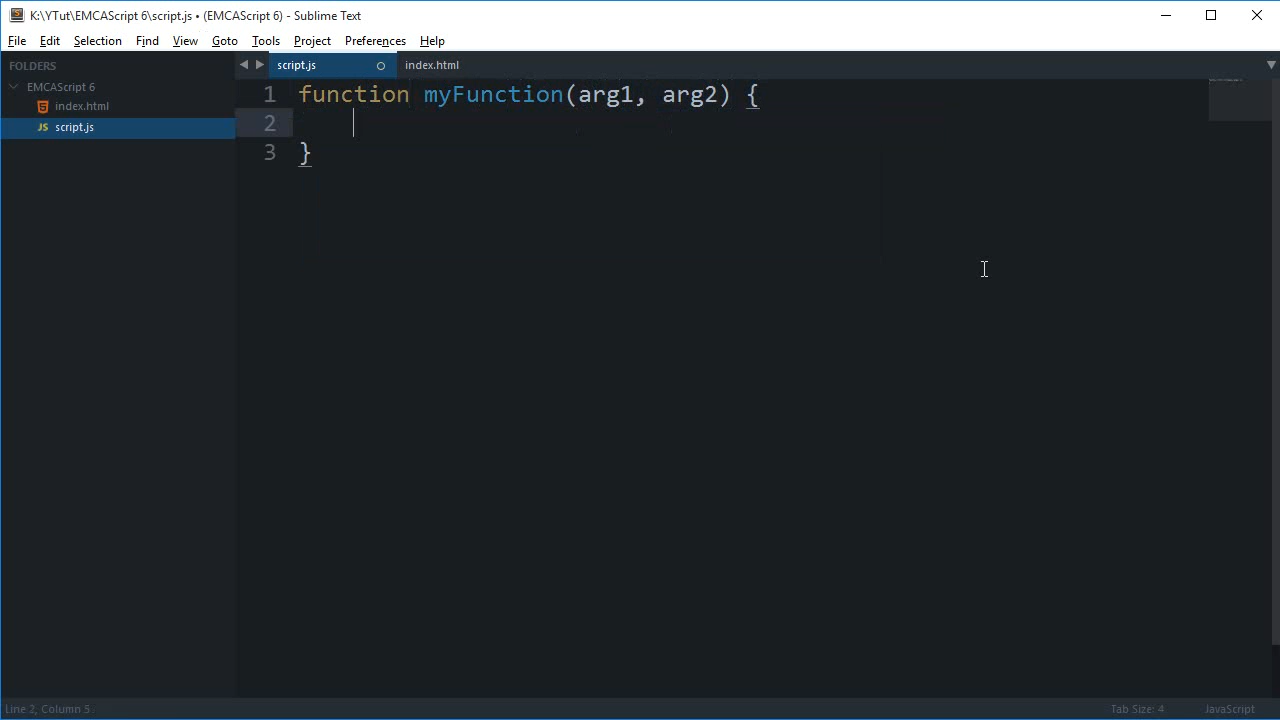 K:\YTut\EMCAScript 6\script.js • (EMCAScript 6) - Sublime Text
File Edit Selection Find View Goto Tools Project Preferences Help
FOLDERS
EMCAScript 6
index.html
JS script.js
script.js index.html
1 function myFunction(arg1, arg2) {
2
3 }
Line 2, Column 5
Tab Size: 4 JavaScript